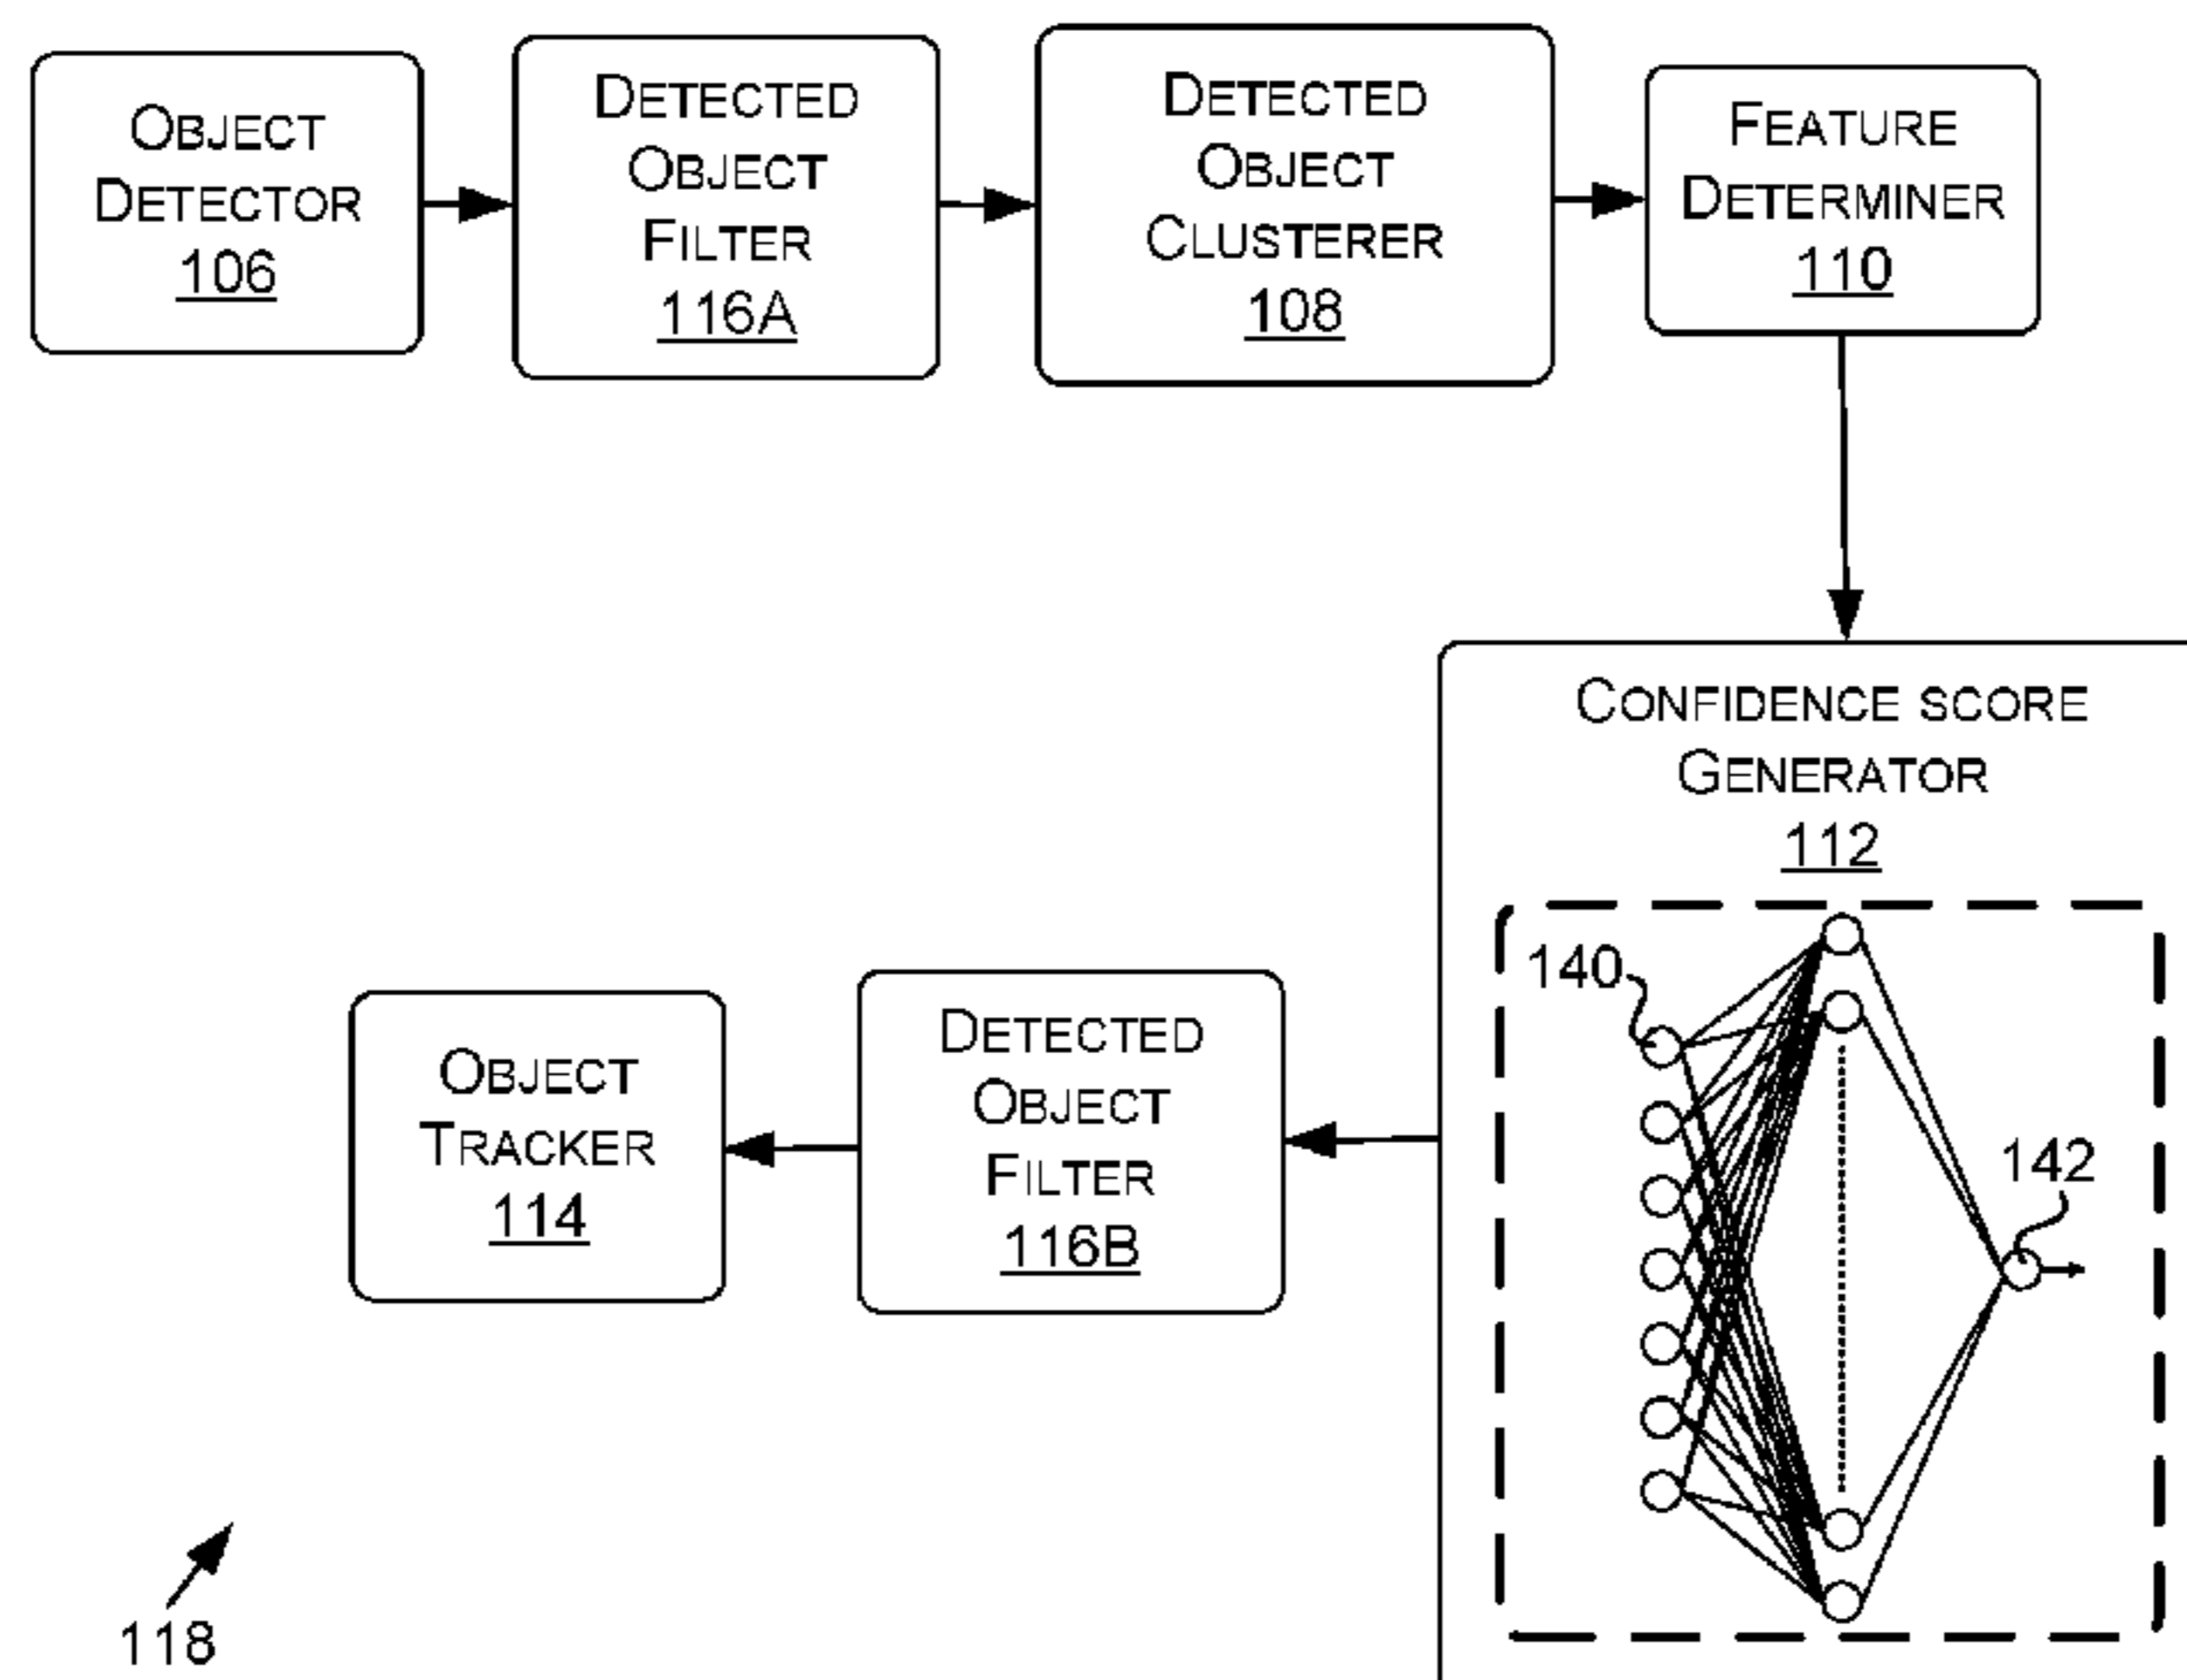 OBJECT
DETECTOR
106
DETECTED
OBJECT
FILTER
116A
DETECTED
OBJECT
CLUSTERER
108
FEATURE
DETERMINER
110
CONFIDENCE SCORE
GENERATOR
112
140
142
DETECTED
OBJECT
FILTER
116B
OBJECT
TRACKER
114
118